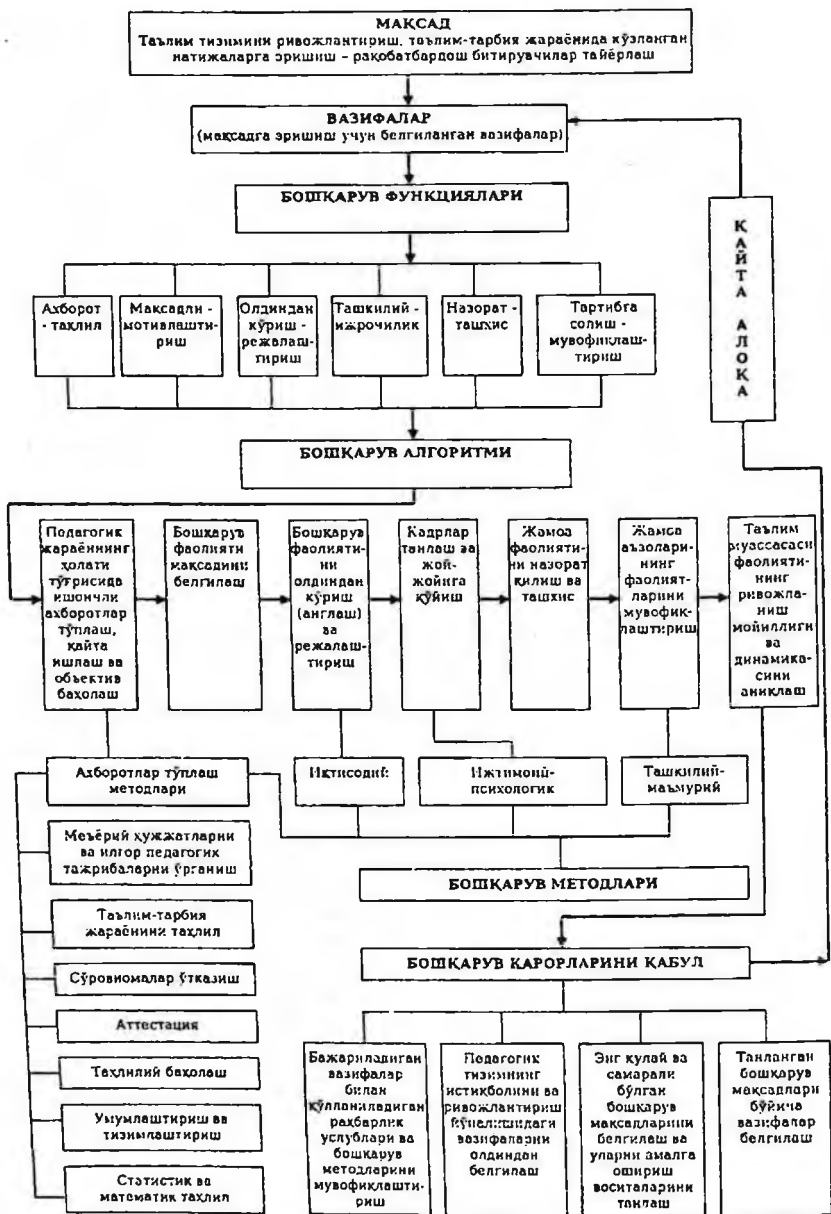 МАҚСАД
Таълим тизимини ривожлантириш, таълим-тарбия жараёнида кўзланган
натижаларга эришиш – рақобатбардош битирувчилар тайёрлаш
ВАЗИФАЛАР
(мақсадга эришиш учун белгиланган вазифалар)
БОШҚАРУВ ФУНКЦИЯЛАРИ
ҚАЙТА АЛОҚА
Ахборот
- таҳлил
Мақсадли -
мотивлашти-
риш
Олдиндан
кўриш -
режалаш-
тириш
Ташкилий -
ижрочилик
Назорат -
ташхис
Тартибга
солиш -
мувофиқлаш-
тириш
БОШҚАРУВ АЛГОРИТМИ
Педагогик
жараённинг
ҳолати
тўғрисида
ишончли
ахборотлар
тўплаш,
қайта
ишлаш ва
объектив
баҳолаш
Бошқарув
фаолияти
мақсадини
белгилаш
Бошқарув
фаолияти-
ни
олдиндан
кўриш
(англаш)
ва
режалаш-
тириш
Кадрлар
танлаш ва
жой-
жойига
қўйиш
Жамоа
фаолияти-
ни назорат
қилиш ва
ташхис
Жамоа
аъзолари-
нинг
фаолият-
ларини
мувофиқ-
лаштириш
Таълим
муассасаси
фаолияти-
нинг
ривожла-
ниш
мойиллиги
ва
динамика-
сини
аниқлаш
Ахборотлар тўплаш
методлари
Иқтисодий
Ижтимоий-
психологик
Ташкилий-
маъмурий
Меъёрий ҳужжатларни
ва илғор педагогик
тажрибаларни ўрганиш
Таълим-тарбия
жараёнини таҳлил
Сўровномалар ўтказиш
Аттестация
Таҳлилий баҳолаш
Умумлаштириш ва
тизимлаштириш
Статистик ва
математик таҳлил
БОШҚАРУВ МЕТОДЛАРИ
БОШҚАРУВ ҚАРОРЛАРИНИ ҚАБУЛ
Бажариладиган
вазифалар
билан
қўлланиладиган
раҳбарлик
услублари ва
бошқарув
методларини
мувофиқлашти-
риш
Педагогик
тизимнинг
истиқболини ва
ривожлантириш
йўналишидаги
вазифаларни
олдиндан
белгилаш
Энг қулай ва
самарали
бўлган
бошқарув
мақсадларини
белгилаш ва
уларни амалга
ошириш
воситаларини
танлаш
Танланган
бошқарув
мақсадлари
бўйича
вазифалар
белгилаш